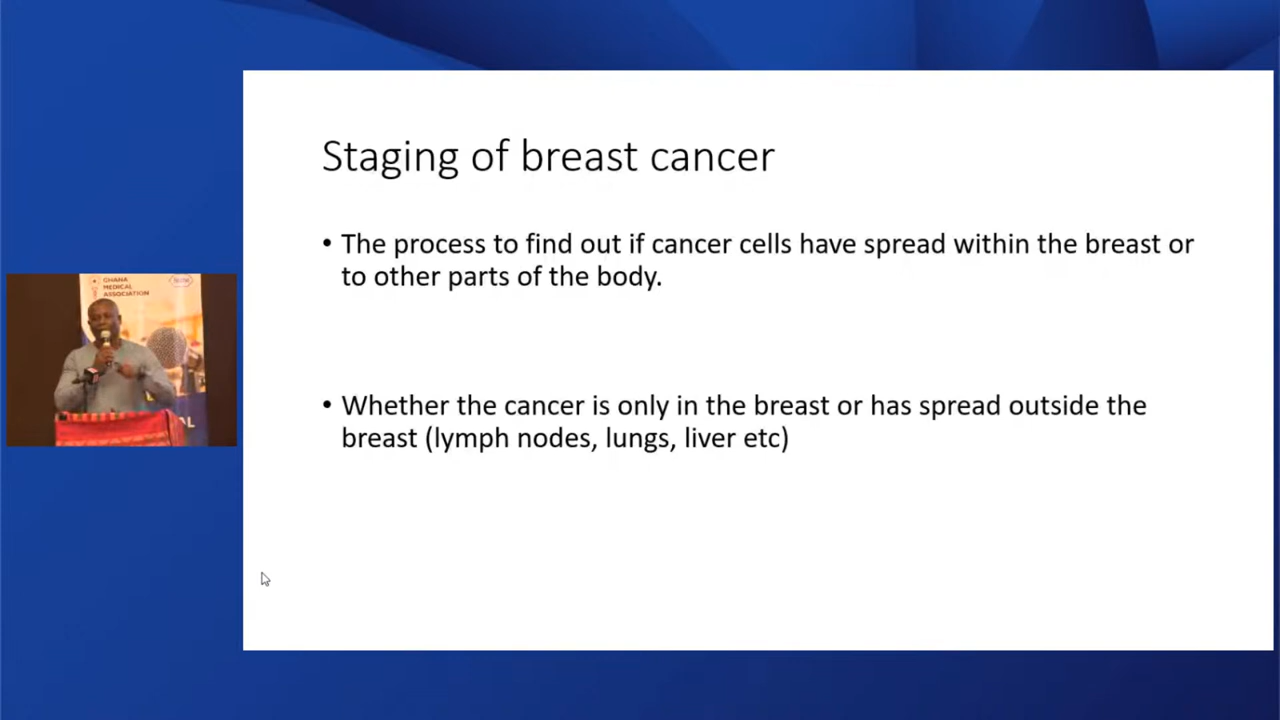 Staging of breast cancer
• The process to find out if cancer cells have spread within the breast or
to other parts of the body.
• Whether the cancer is only in the breast or has spread outside the
breast (lymph nodes, lungs, liver etc)
GHANA
MEDICAL
ASSOCIATION